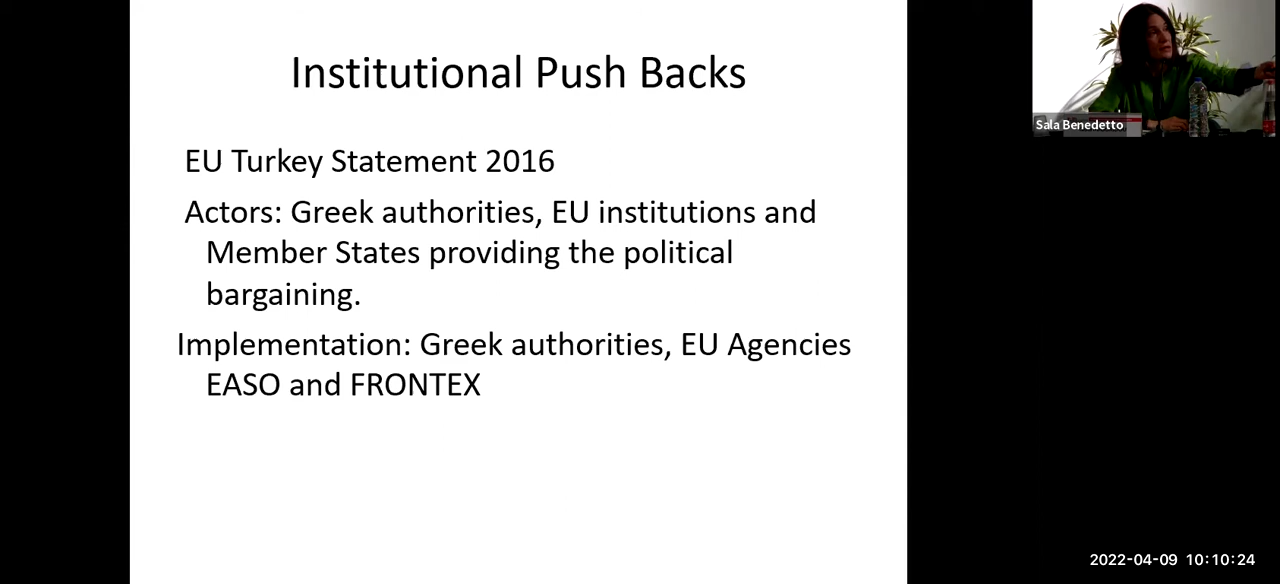 Institutional Push Backs
EU Turkey Statement 2016
Actors: Greek authorities, EU institutions and
Member States providing the political
bargaining.
Implementation: Greek authorities, EU Agencies
EASO and FRONTEX
Sala Benedetto
2022-04-09 10:10:24